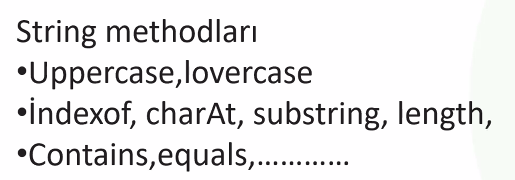 String methodları
•Uppercase,lovercase
•İndexof, charAt, substring, length,
•Contains,equals,…………